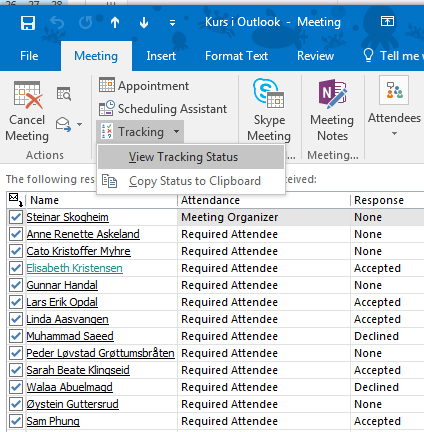 26 27 28
Kurs i Outlook - Meeting
File Meeting Insert Format Text Review Tell me
Cancel Meeting
Appointment
Scheduling Assistant
Tracking
Skype Meeting
Meeting Notes
Attendees
Actions Meeting...
View Tracking Status
Copy Status to Clipboard
The following res ceived:
Name Attendance Response
Steinar Skogheim Meeting Organizer None
Anne Renette Askeland Required Attendee None
Cato Kristoffer Myhre Required Attendee None
Elisabeth Kristensen Required Attendee Accepted
Gunnar Handal Required Attendee None
Lars Erik Opdal Required Attendee Accepted
Linda Aasvangen Required Attendee Accepted
Muhammad Saeed Required Attendee Declined
Peder Løvstad Grøttumsbråten Required Attendee None
Sarah Beate Klingseid Required Attendee Accepted
Walaa Abuelmagd Required Attendee Declined
Øystein Guttersrud Required Attendee None
Sam Phung Required Attendee Accepted